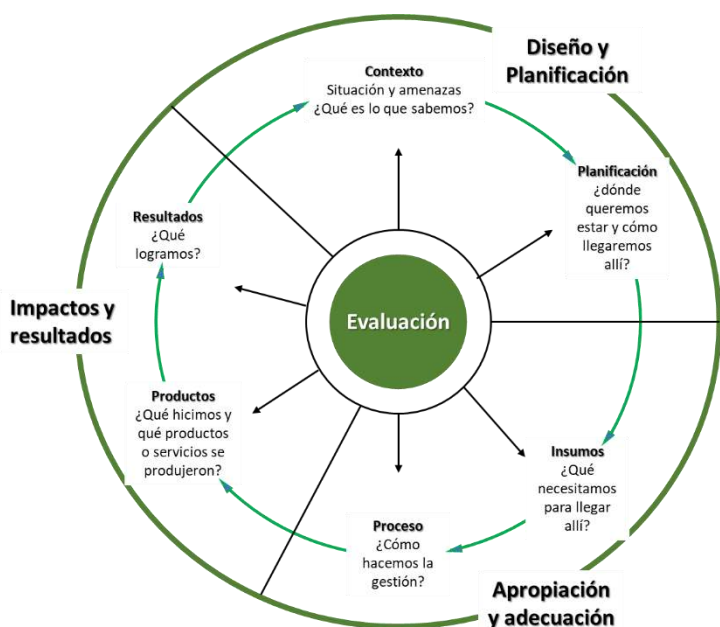 Diseño y
Planificación
Contexto
Situación y amenazas
¿Qué es lo que sabemos?
Planificación
¿dónde
queremos
estar y cómo
llegaremos
allí?
Resultados
¿Qué
logramos?
Impactos y
resultados
Evaluación
Productos
¿Qué hicimos y
qué productos
o servicios se
produjeron?
Insumos
¿Qué
necesitamos
para llegar
allí?
Proceso
¿Cómo
hacemos la
gestión?
Apropiación
y adecuación